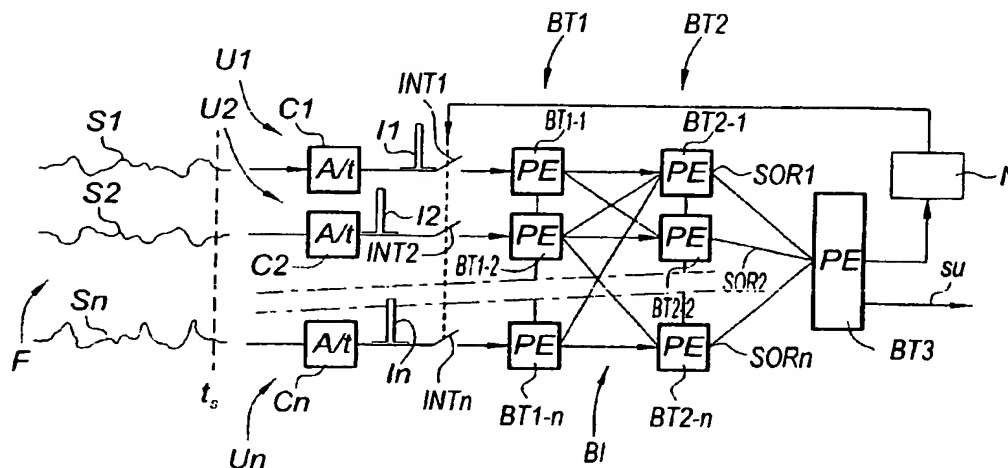 BT1
BT2
U1
U2
C1
INT1
S1
I1
BT1-1
BT2-1
A/t
PE
PE
SOR1
S2
I2
A/t
INT2
PE
PE
PE
C2
BT1-2
BT2-2
SOR2
su
Sn
F
A/t
In
PE
PE
SORn
BT3
ts
Cn
INTn
BT1-n
BT2-n
Un
BI